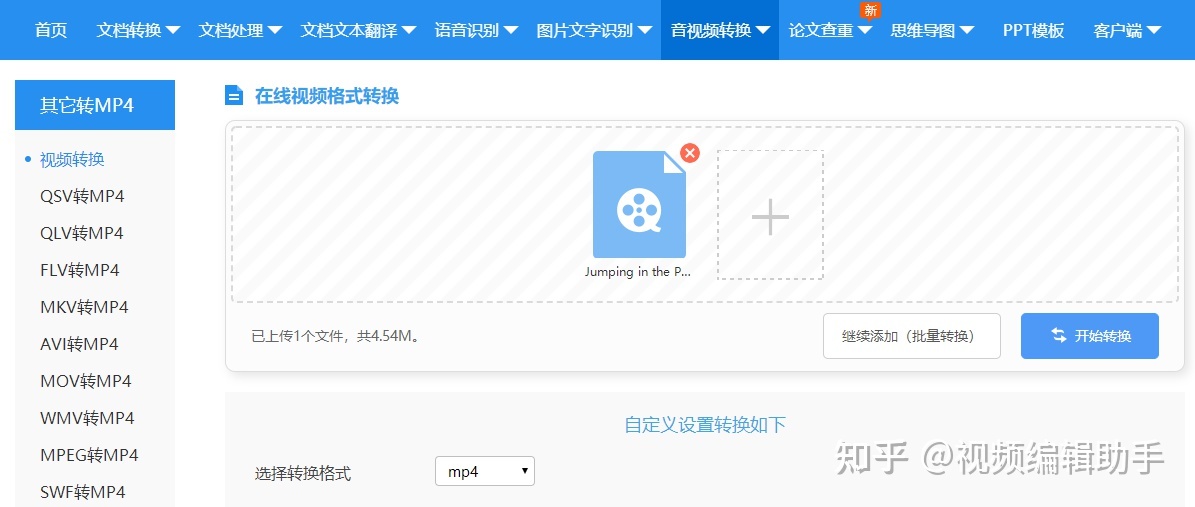 新
首页 文档转换 文档处理 文档文本翻译 语音识别 图片文字识别 音视频转换 论文查重 思维导图 PPT模板 客户端
其它转MP4
在线视频格式转换
视频转换
QSV转MP4
QLV转MP4
FLV转MP4
MKV转MP4
AVI转MP4
MOV转MP4
WMV转MP4
MPEG转MP4
SWF转MP4
Jumping in the P...
已上传1个文件，共4.54M。
继续添加（批量转换）
开始转换
自定义设置转换如下
选择转换格式 mp4
知乎 @视频编辑助手